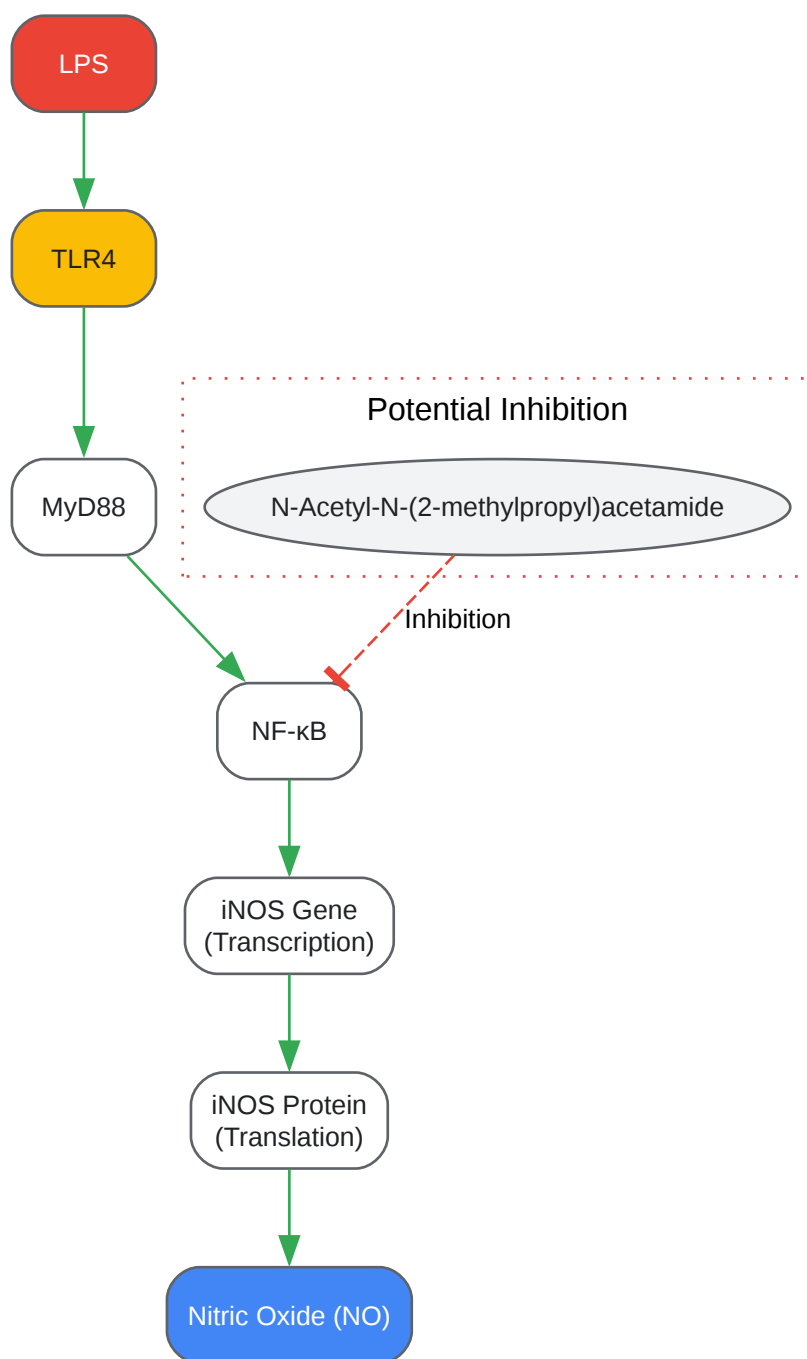 LPS
TLR4
Potential Inhibition
MyD88
N-Acetyl-N-(2-methylpropyl)acetamide
Inhibition
NF-κB
iNOS Gene
(Transcription)
iNOS Protein
(Translation)
Nitric Oxide (NO)